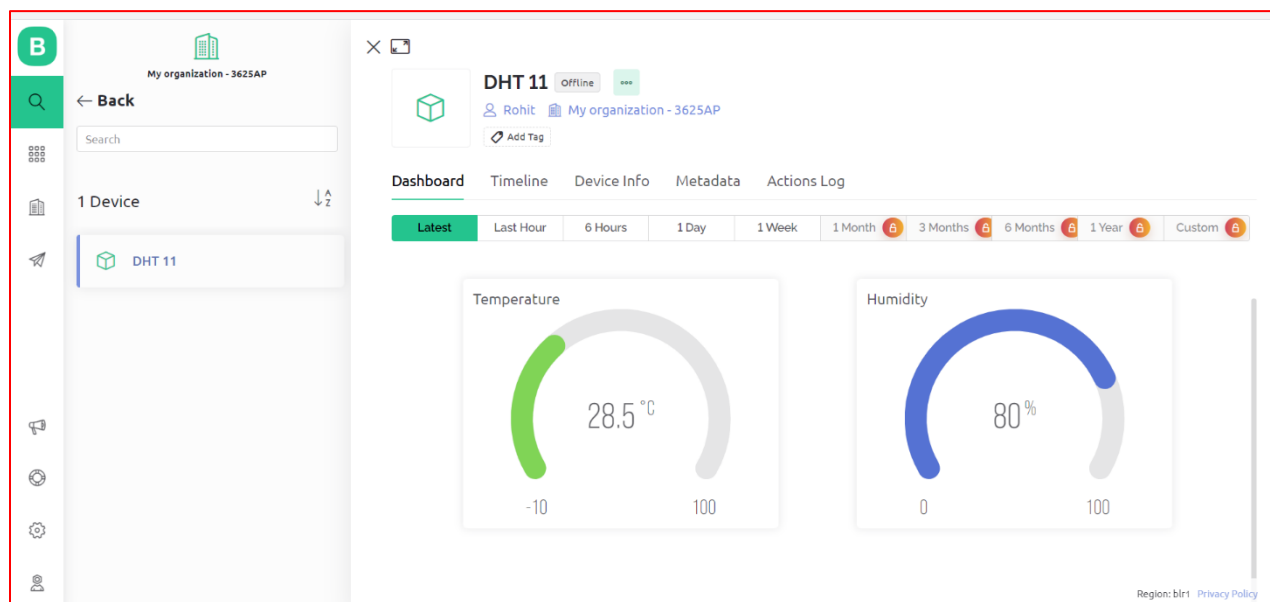 B
My organization - 3625AP
← Back
Search
1 Device
A
Z
DHT 11
DHT 11 Offline
Rohit My organization - 3625AP
Add Tag
Dashboard Timeline Device Info Metadata Actions Log
Latest Last Hour 6 Hours 1 Day 1 Week 1 Month 3 Months 6 Months 1 Year Custom
Temperature
28.5 °C
-10 100
Humidity
80 %
0 100
Region: blr1 Privacy Policy